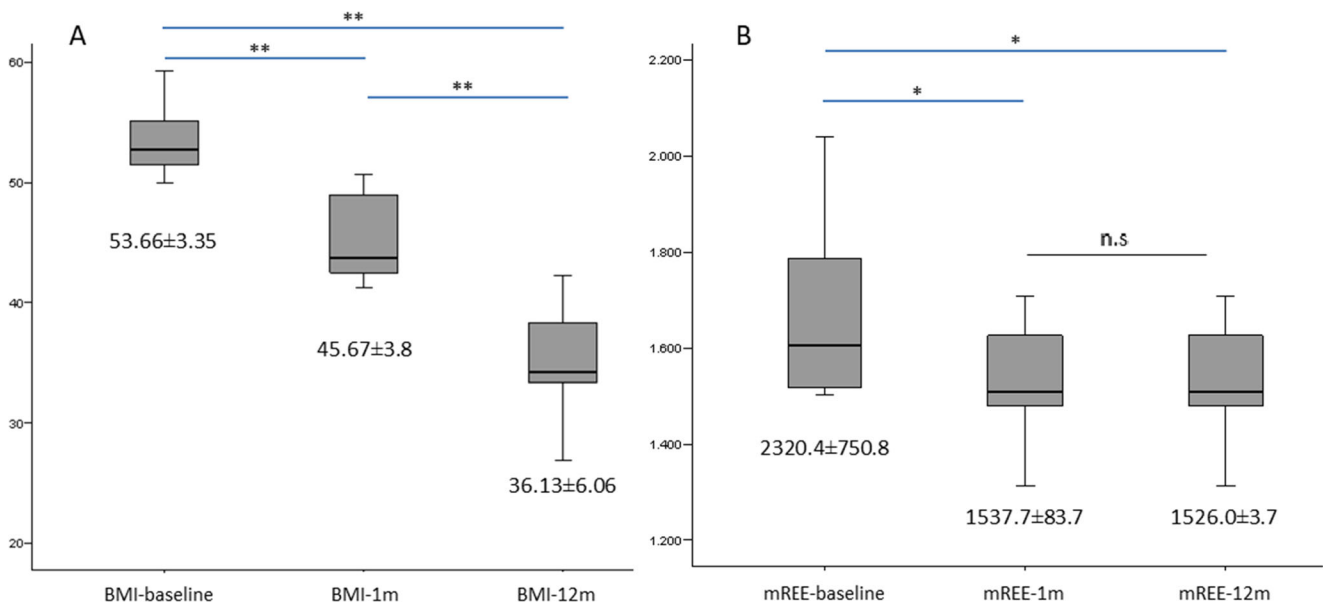 A
**
**
**
60
50
40
30
20
53.66±3.35
45.67±3.8
36.13±6.06
BMI-baseline
BMI-1m
BMI-12m
B
*
*
n.s
2.200
2.000
1.800
1.600
1.400
1.200
2320.4±750.8
1537.7±83.7
1526.0±3.7
mREE-baseline
mREE-1m
mREE-12m